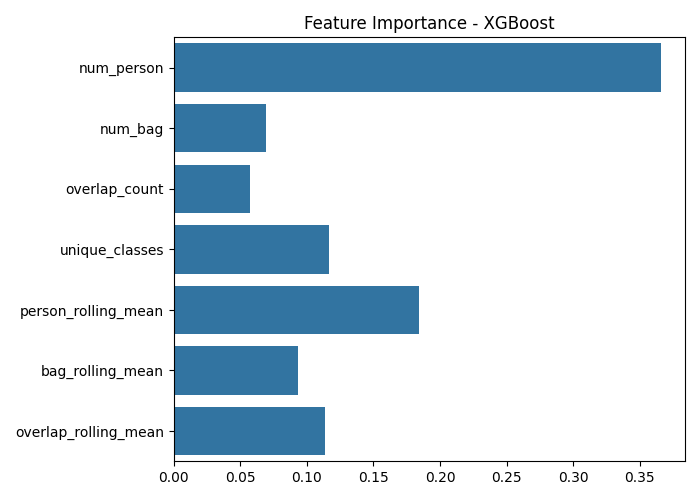 Feature Importance - XGBoost
num_person
num_bag
overlap_count
unique_classes
person_rolling_mean
bag_rolling_mean
overlap_rolling_mean
0.00 0.05 0.10 0.15 0.20 0.25 0.30 0.35